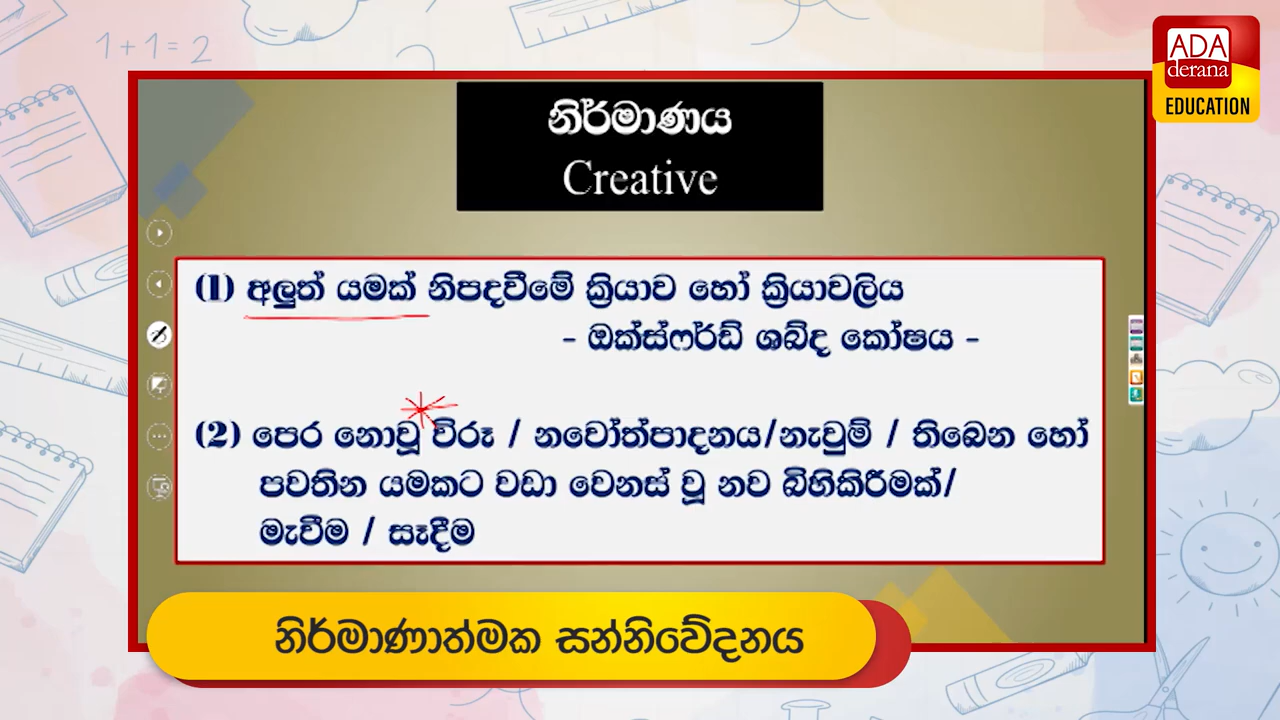 1+1=2
ADA
derana
EDUCATION
නිර්මාණය
Creative
(1) අලුත් යමක් නිපදවීමේ ක්‍රියාව හෝ ක්‍රියාවලිය
- ඔක්ස්ෆර්ඩ් ශබ්ද කෝෂය -
(2) පෙර නොවූ විරූ / නවෝත්පාදනය/නැවුම් / තිබෙන හෝ
පවතින යමකට වඩා වෙනස් වූ නව බිහිකිරීමක්/
මැවීම / සෑදීම
නිර්මාණාත්මක සන්නිවේදනය